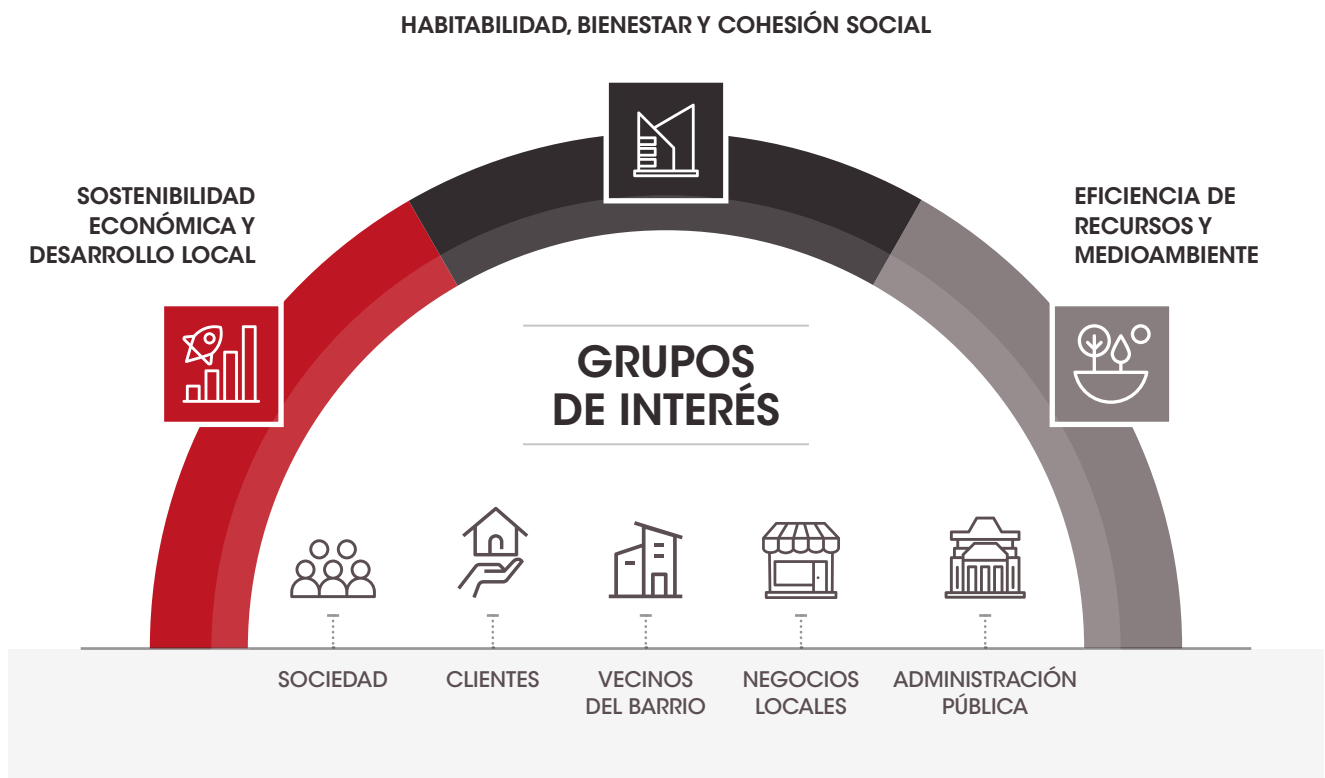 HABITABILIDAD, BIENESTAR Y COHESIÓN SOCIAL
SOSTENIBILIDAD
ECONÓMICA Y
DESARROLLO LOCAL
EFICIENCIA DE
RECURSOS Y
MEDIOAMBIENTE
GRUPOS
DE INTERÉS
SOCIEDAD
CLIENTES
VECINOS
DEL BARRIO
NEGOCIOS
LOCALES
ADMINISTRACIÓN
PÚBLICA